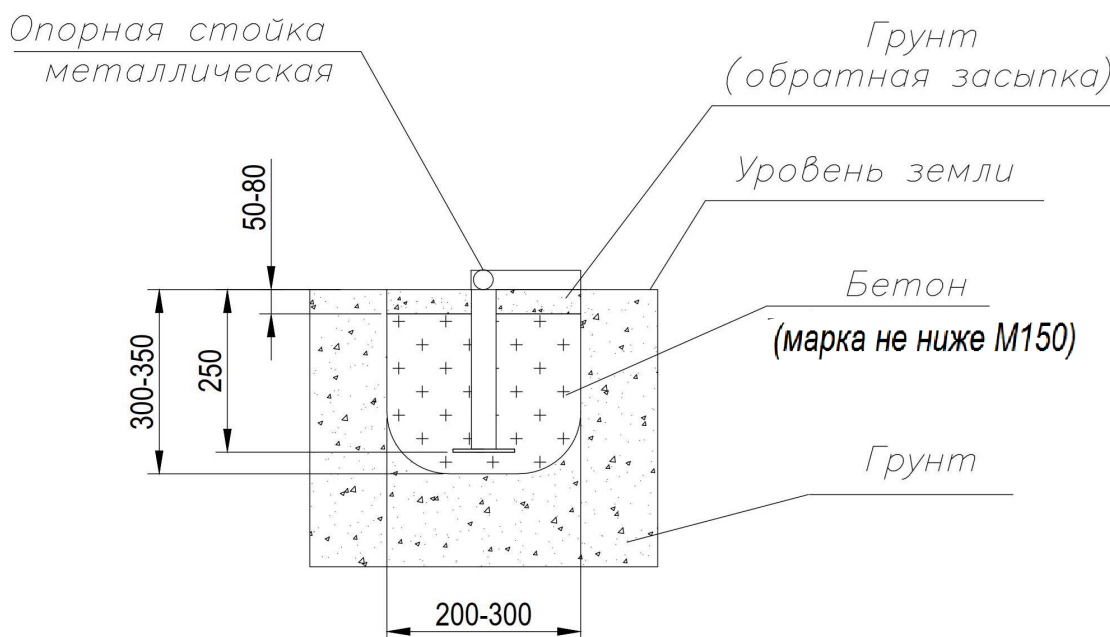 Опорная стойка
металлическая
Грунт
(обратная засыпка)
Уровень земли
Бетон
(марка не ниже М150)
Грунт
50-80
300-350
250
200-300